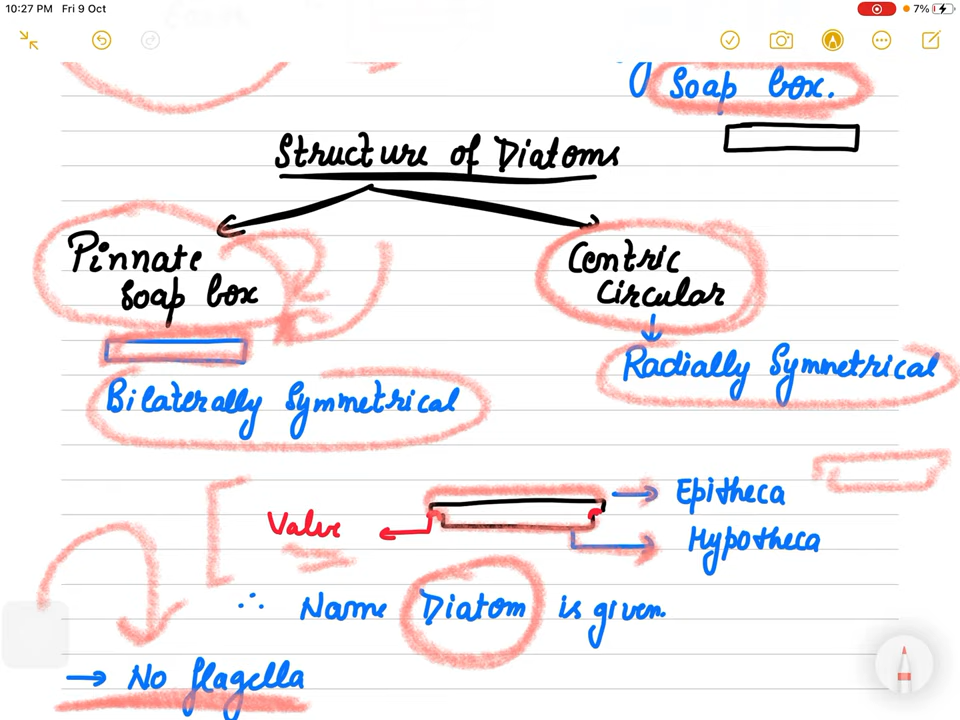 10:27 PM Fri 9 Oct
7%
Soap box.
Structure of Diatoms
Pinnate
Soap box
Centric
Circular
Radially Symmetrical
Bilaterally Symmetrical
Epitheca
Valve
Hypotheca
∴ Name Diatom is given.
→ No flagella